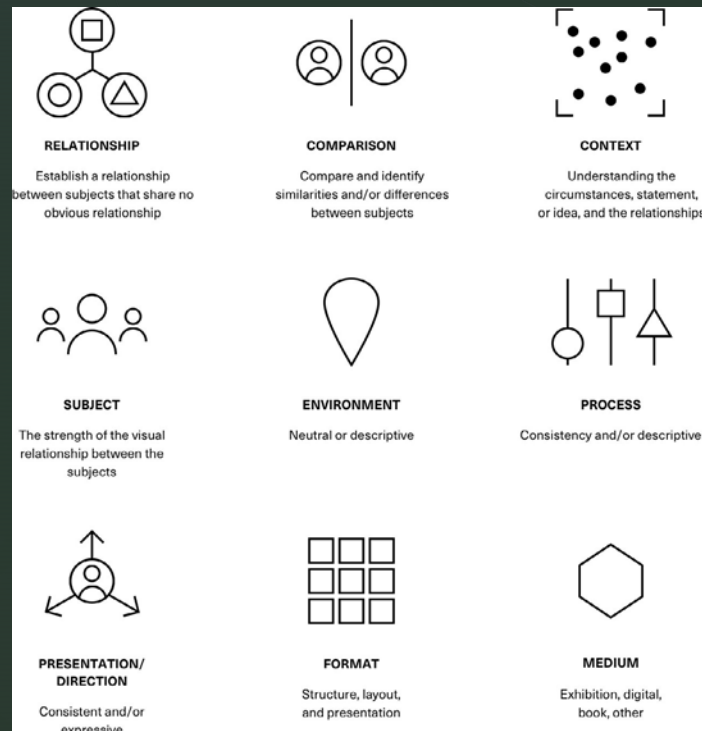 RELATIONSHIP
Establish a relationship
between subjects that share no
obvious relationship
COMPARISON
Compare and identify
similarities and/or differences
between subjects
CONTEXT
Understanding the
circumstances, statement,
or idea, and the relationships
SUBJECT
The strength of the visual
relationship between the
subjects
ENVIRONMENT
Neutral or descriptive
PROCESS
Consistency and/or descriptive
PRESENTATION/
DIRECTION
Consistent and/or
expressive
FORMAT
Structure, layout,
and presentation
MEDIUM
Exhibition, digital,
book, other